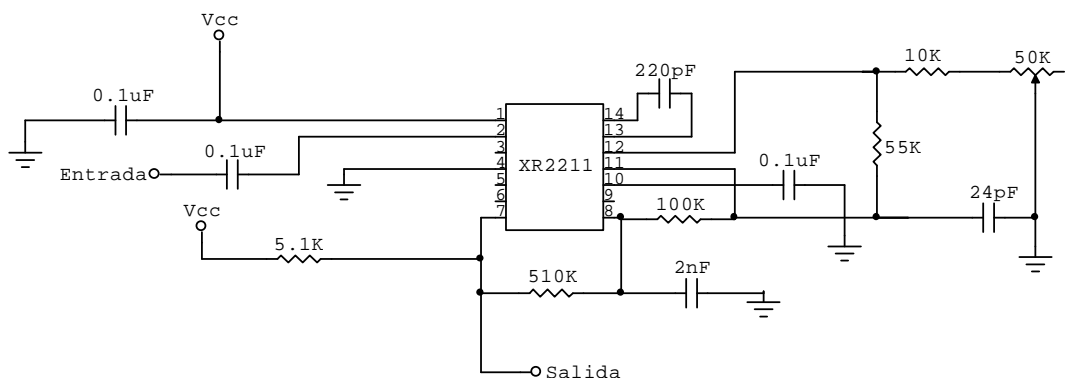 Vcc
10K
50K
220pF
0.1uF
1
14
2
13
0.1uF
3
12
55K
XR2211
4
11
0.1uF
Entrada
5
10
6
9
24pF
Vcc
7
8
100K
5.1K
2nF
510K
Salida